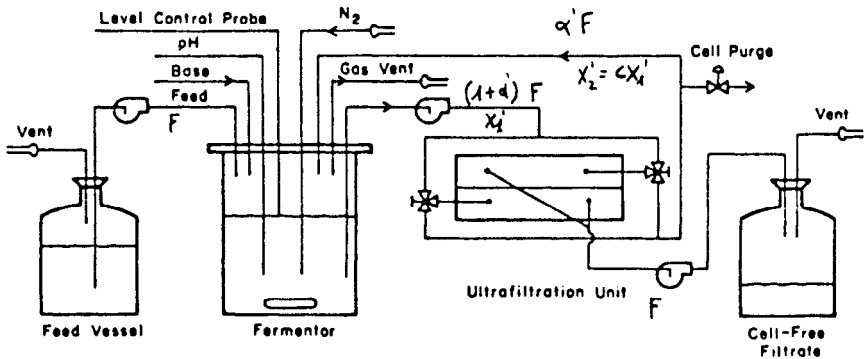 Level Control Probe
N2
α'F
pH
Cell Purge
Base
Gas Vent
X2' = cX1'
Feed
(1+α') F
F
X1'
Vent
Vent
Ultrafiltration Unit
F
Feed Vessel
Fermentor
Cell-Free
Filtrate